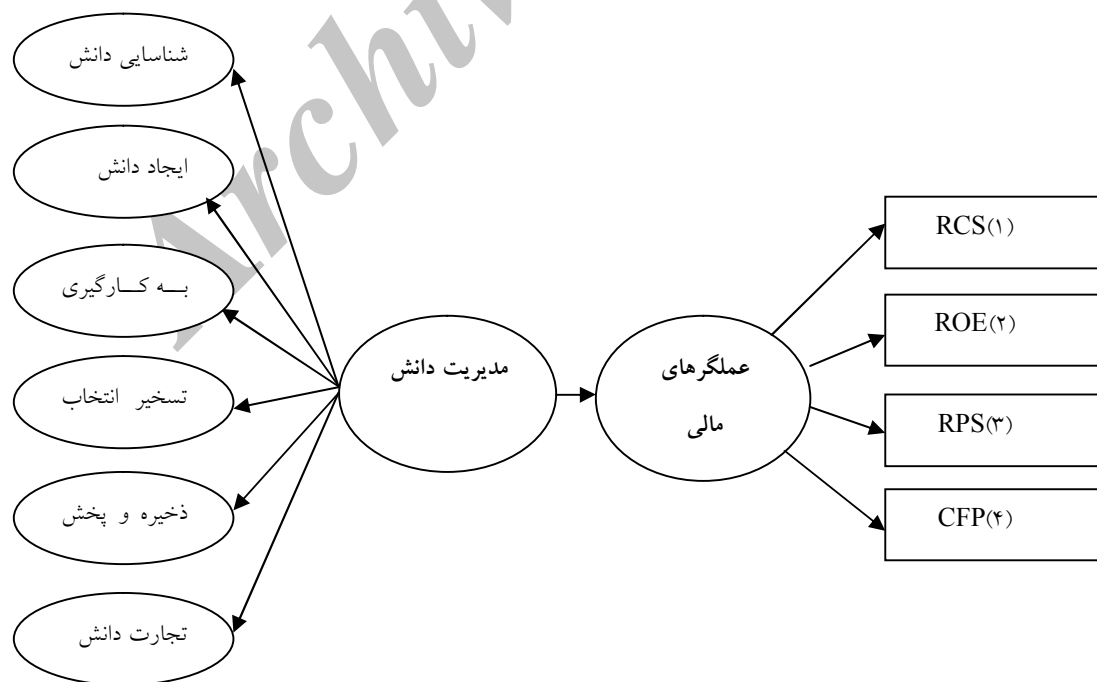 شناسایی دانش
ایجاد دانش
بــه کــارگیری
تسخیر انتخاب
ذخیره و پخش
تجارت دانش
مدیریت دانش
عملگرهای
مالی
RCS(۱)
ROE(۲)
RPS(۳)
CFP(۴)